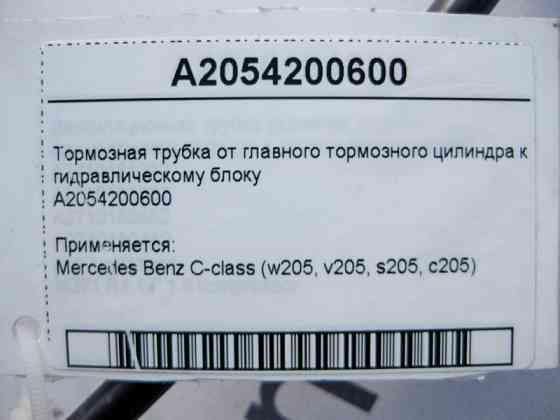 A2054200600
Тормозная трубка от главного тормозного цилиндра к
гидравлическому блоку
A2054200600
Применяется:
Mercedes Benz C-class (w205, v205, s205, c205)